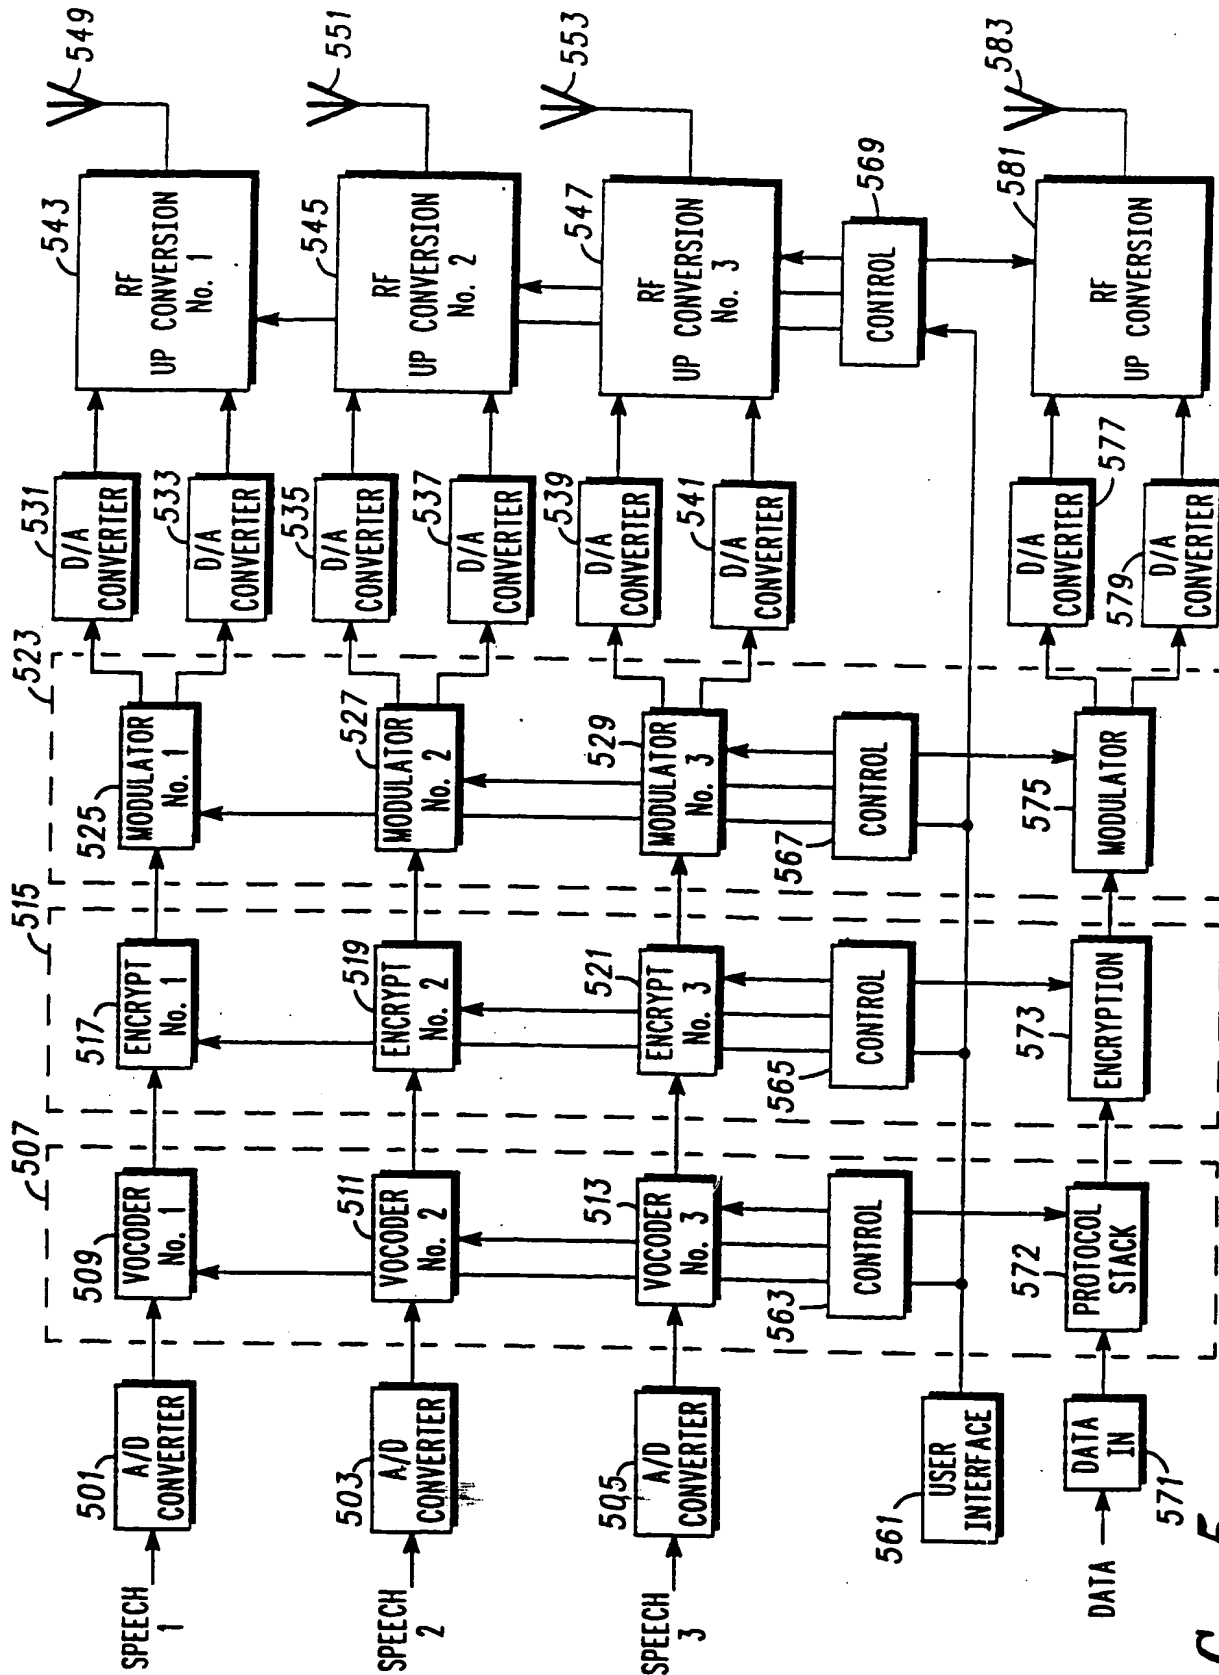 SPEECH
1
501
A/D
CONVERTER
507
509
VOCODER
No. 1
515
517
ENCRYPT
No. 1
523
525
MODULATOR
No. 1
531
D/A
CONVERTER
533
D/A
CONVERTER
543
RF
UP CONVERSION
No. 1
549
SPEECH
2
503
A/D
CONVERTER
511
VOCODER
No. 2
519
ENCRYPT
No. 2
527
MODULATOR
No. 2
535
D/A
CONVERTER
537
D/A
CONVERTER
545
RF
UP CONVERSION
No. 2
551
SPEECH
3
505
A/D
CONVERTER
513
VOCODER
No. 3
521
ENCRYPT
No. 3
529
MODULATOR
No. 3
539
D/A
CONVERTER
541
D/A
CONVERTER
547
RF
UP CONVERSION
No. 3
553
563
CONTROL
565
CONTROL
567
CONTROL
569
CONTROL
561
USER
INTERFACE
DATA
571
DATA
IN
572
PROTOCOL
STACK
573
ENCRYPTION
575
MODULATOR
577
D/A
CONVERTER
579
D/A
CONVERTER
581
RF
UP CONVERSION
583